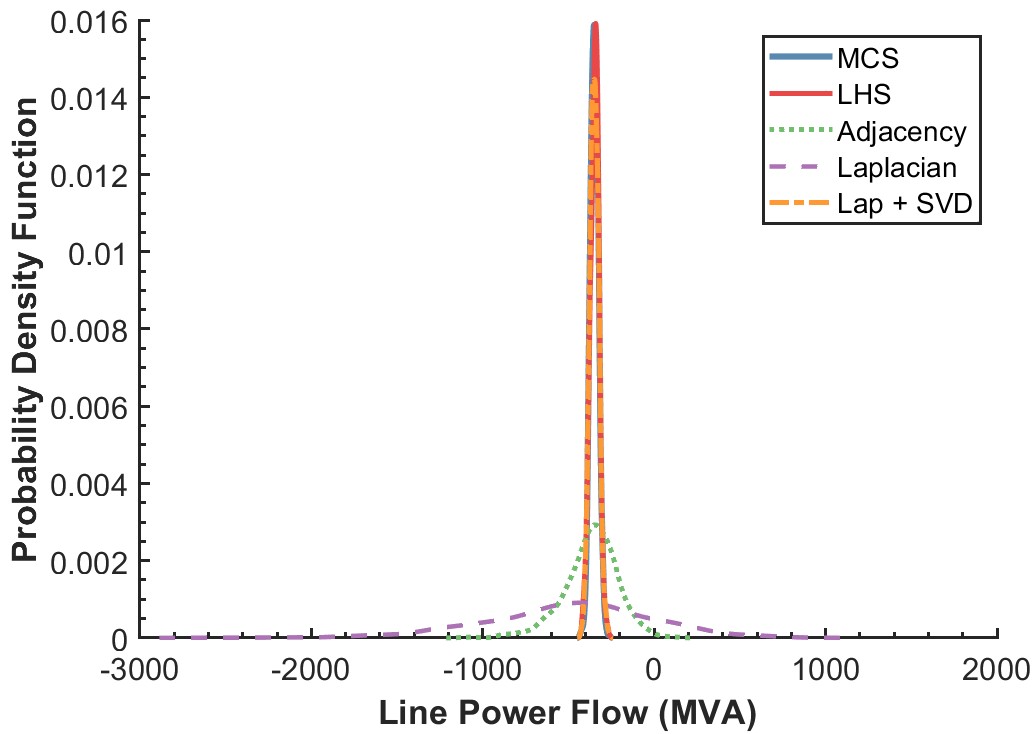 0.016
0.014
0.012
0.01
0.008
0.006
0.004
0.002
0
Probability Density Function
-3000
-2000
-1000
0
1000
2000
Line Power Flow (MVA)
MCS
LHS
Adjacency
Laplacian
Lap + SVD